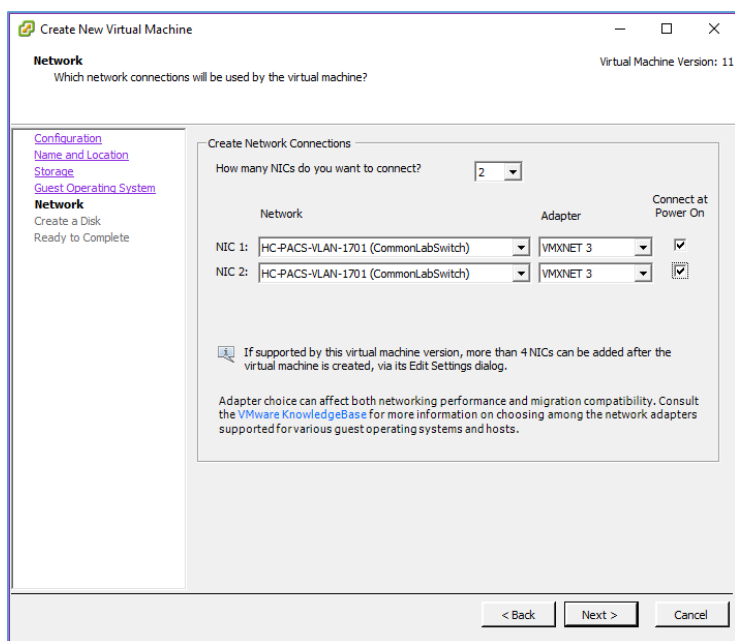 Create New Virtual Machine
Network
Which network connections will be used by the virtual machine?
Virtual Machine Version: 11
Configuration
Name and Location
Storage
Guest Operating System
Network
Create a Disk
Ready to Complete
Create Network Connections
How many NICs do you want to connect?
2
Network
Adapter
Connect at
Power On
NIC 1:
HC-PACS-VLAN-1701 (CommonLabSwitch)
VMXNET 3
NIC 2:
HC-PACS-VLAN-1701 (CommonLabSwitch)
VMXNET 3
If supported by this virtual machine version, more than 4 NICs can be added after the
virtual machine is created, via its Edit Settings dialog.
Adapter choice can affect both networking performance and migration compatibility. Consult
the VMware KnowledgeBase for more information on choosing among the network adapters
supported for various guest operating systems and hosts.
< Back
Next >
Cancel